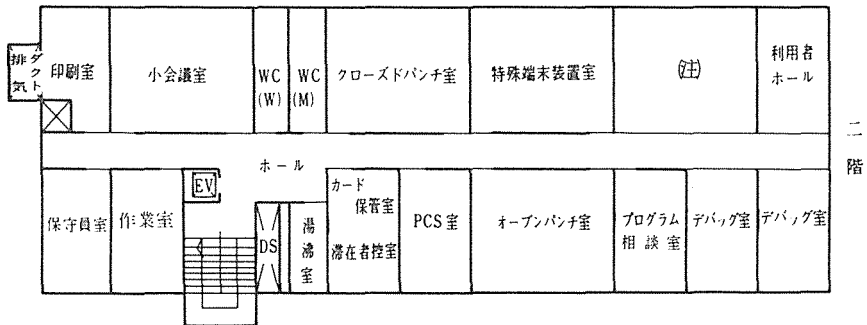 排気
ダクト
印刷室
小会議室
WC
(W)
WC
(M)
クローズドパンチ室
特殊端末装置室
(注)
利用者
ホール
二階
ホール
EV
保守員室
作業室
DS
湯沸室
カード
保管室
滞在者控室
PCS室
オープンパンチ室
プログラム
相談室
デバッグ室
デバッグ室